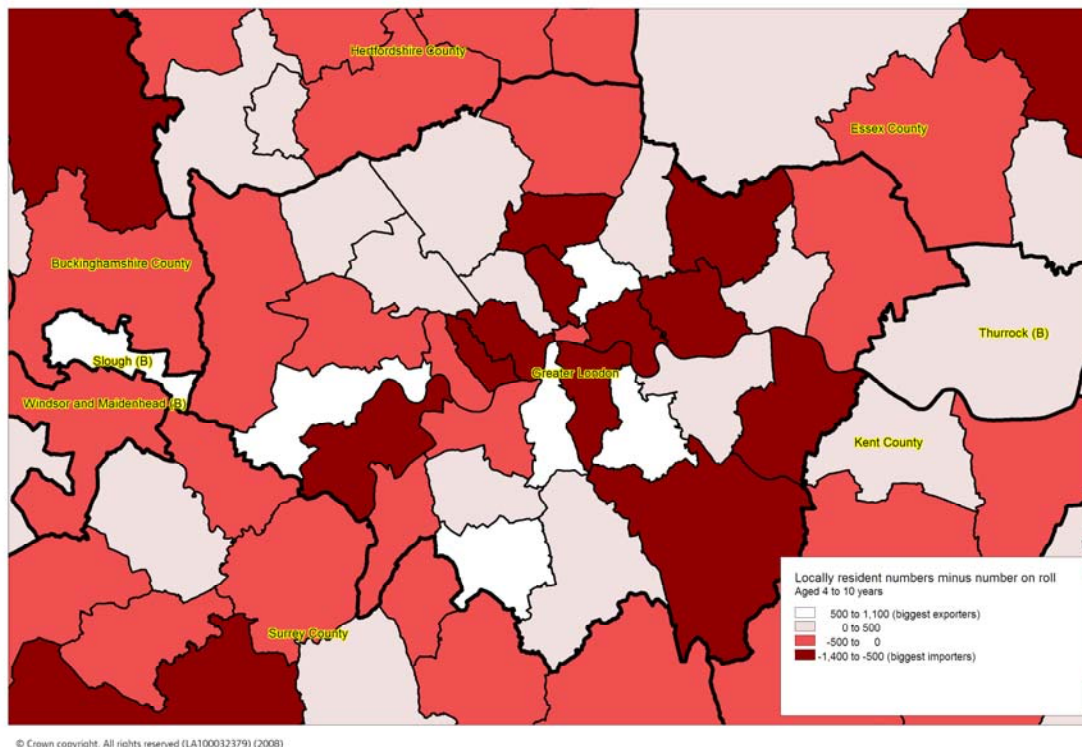 Hertfordshire County
Essex County
Buckinghamshire County
Thurrock (B)
Slough (B)
Greater London
Windsor and Maidenhead (B)
Kent County
Surrey County
Locally resident numbers minus number on roll
Aged 4 to 10 years
500 to 1,100 (biggest exporters)
0 to 500
-500 to 0
-1,400 to -500 (biggest importers)
© Crown copyright. All rights reserved (LA100032379) (2008)